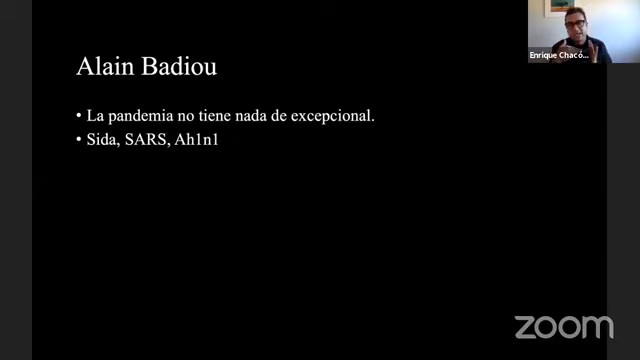 Enrique Chacó...
Alain Badiou
• La pandemia no tiene nada de excepcional.
• Sida, SARS, Ah1n1
zoom